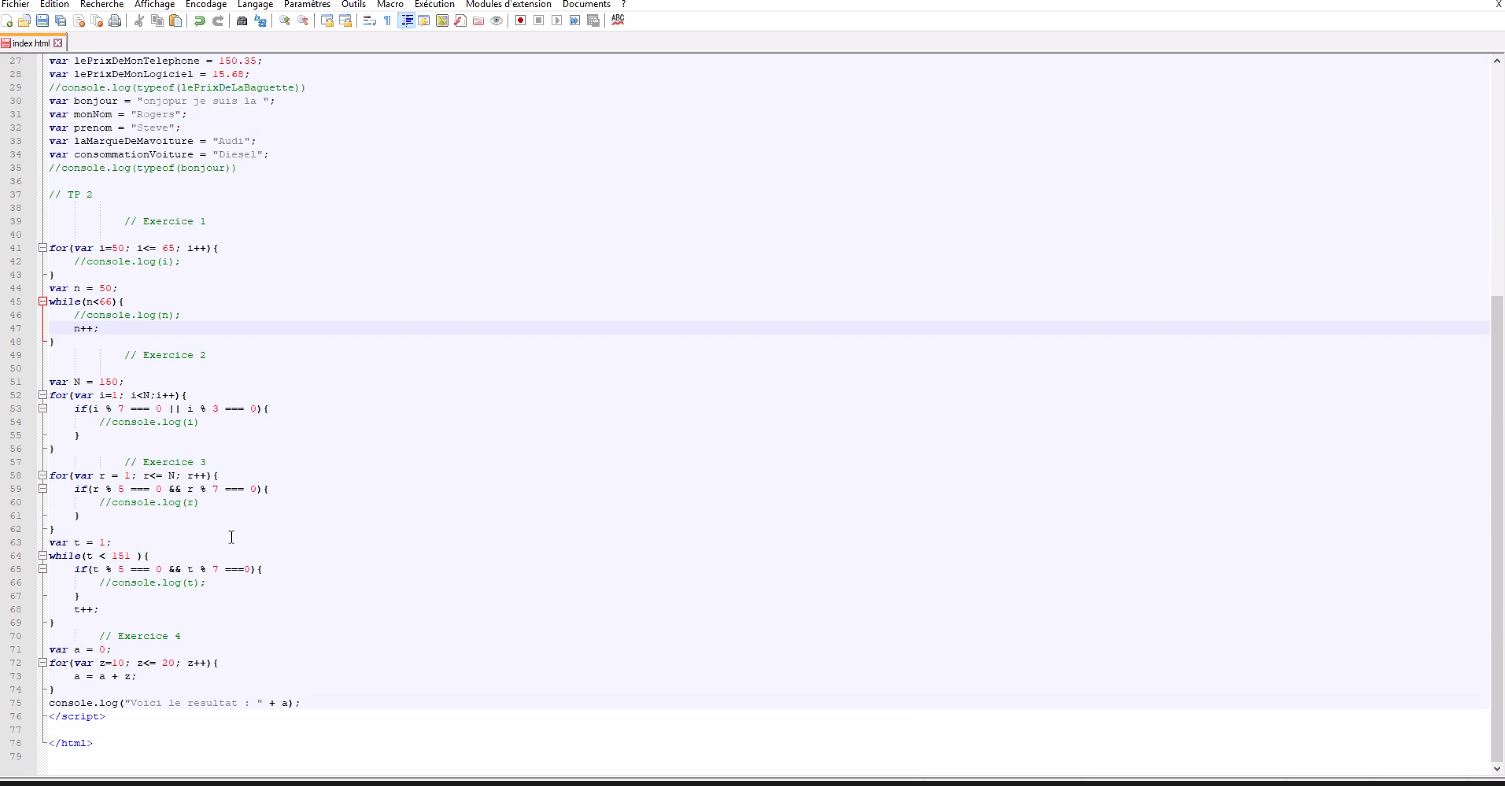 Fichier Édition Recherche Affichage Encodage Langage Paramètres Outils Macro Exécution Modules d'extension Documents ? X
ABC
index.html
27 var lePrixDeMonTelephone = 150.35;
28 var lePrixDeMonLogiciel = 15.68;
29 //console.log(typeof(lePrixDeLaBaguette))
30 var bonjour = "onjopur je suis la ";
31 var monNom = "Rogers";
32 var prenom = "Steve";
33 var laMarqueDeMavoiture = "Audi";
34 var consommationVoiture = "Diesel";
35 //console.log(typeof(bonjour))
36
37 // TP 2
38
39 // Exercice 1
40
41 for(var i=50; i<= 65; i++){
42 //console.log(i);
43 }
44 var n = 50;
45 while(n<66){
46 //console.log(n);
47 n++;
48 }
49 // Exercice 2
50
51 var N = 150;
52 for(var i=1; i<N;i++){
53 if(i % 7 === 0 || i % 3 === 0){
54 //console.log(i)
55 }
56 }
57 // Exercice 3
58 for(var r = 1; r<= N; r++){
59 if(r % 5 === 0 && r % 7 === 0){
60 //console.log(r)
61 }
62 }
63 var t = 1;
64 while(t < 151 ){
65 if(t % 5 === 0 && t % 7 ===0){
66 //console.log(t);
67 }
68 t++;
69 }
70 // Exercice 4
71 var a = 0;
72 for(var z=10; z<= 20; z++){
73 a = a + z;
74 }
75 console.log("Voici le resultat : " + a);
76 </script>
77
78 </html>
79